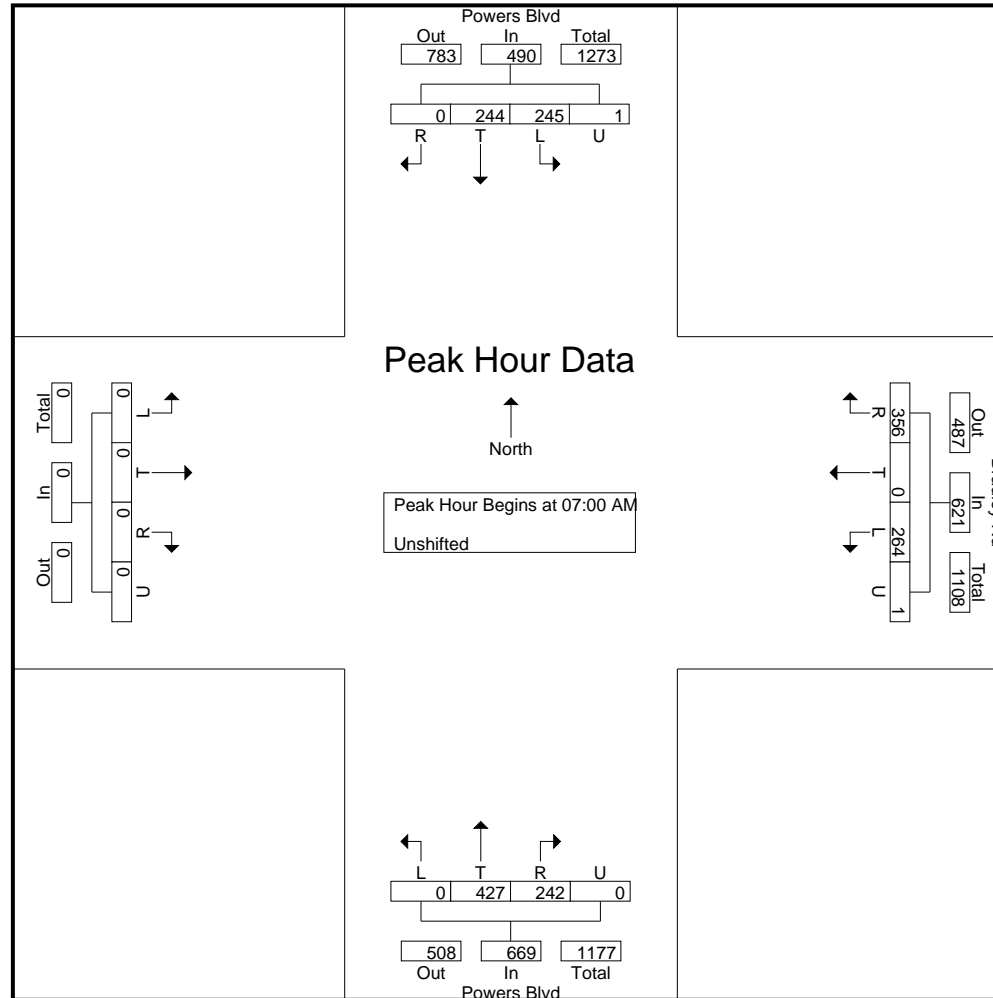 Powers Blvd
Out In Total
783 490 1273
0 244 245 1
R T L U
Peak Hour Data
North
Peak Hour Begins at 07:00 AM
Unshifted
Total In Out
0 0 0
0 0 0 0
L T R U
R T L U
356 0 264 1
Out In Total
487 621 1108
L T R U
0 427 242 0
508 669 1177
Out In Total
Powers Blvd